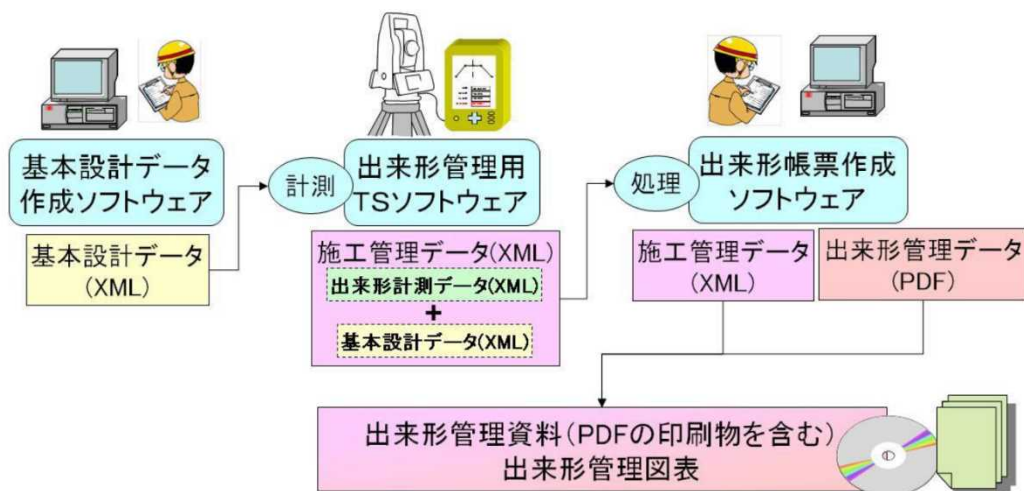 基本設計データ
作成ソフトウェア
基本設計データ
(XML)
計測
出来形管理用
TSソフトウェア
施工管理データ(XML)
出来形計測データ(XML)
+
基本設計データ(XML)
処理
出来形帳票作成
ソフトウェア
施工管理データ
(XML)
出来形管理データ
(PDF)
出来形管理資料(PDFの印刷物を含む)
出来形管理図表